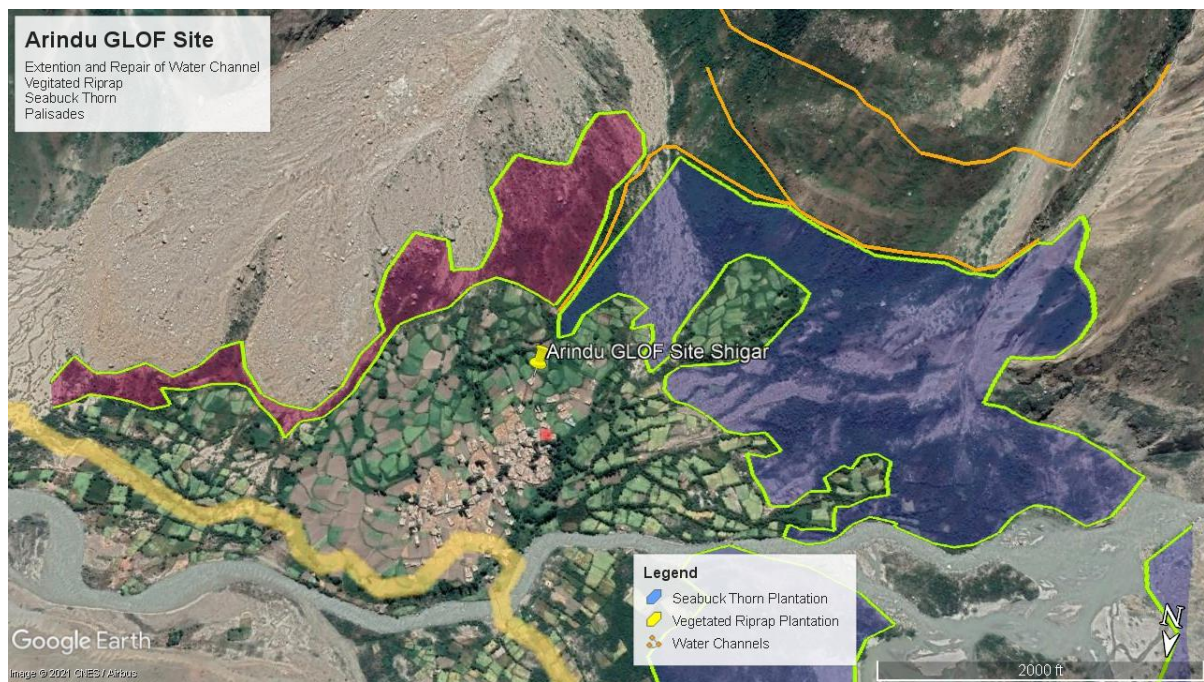 Arindu GLOF Site
Extention and Repair of Water Channel
Vegitated Riprap
Seabuck Thorn
Palisades
Arindu GLOF Site Shigar
Legend
Seabuck Thorn Plantation
Vegetated Riprap Plantation
Water Channels
N
Google Earth
2000 ft
Image © 2021 CNES / Airbus